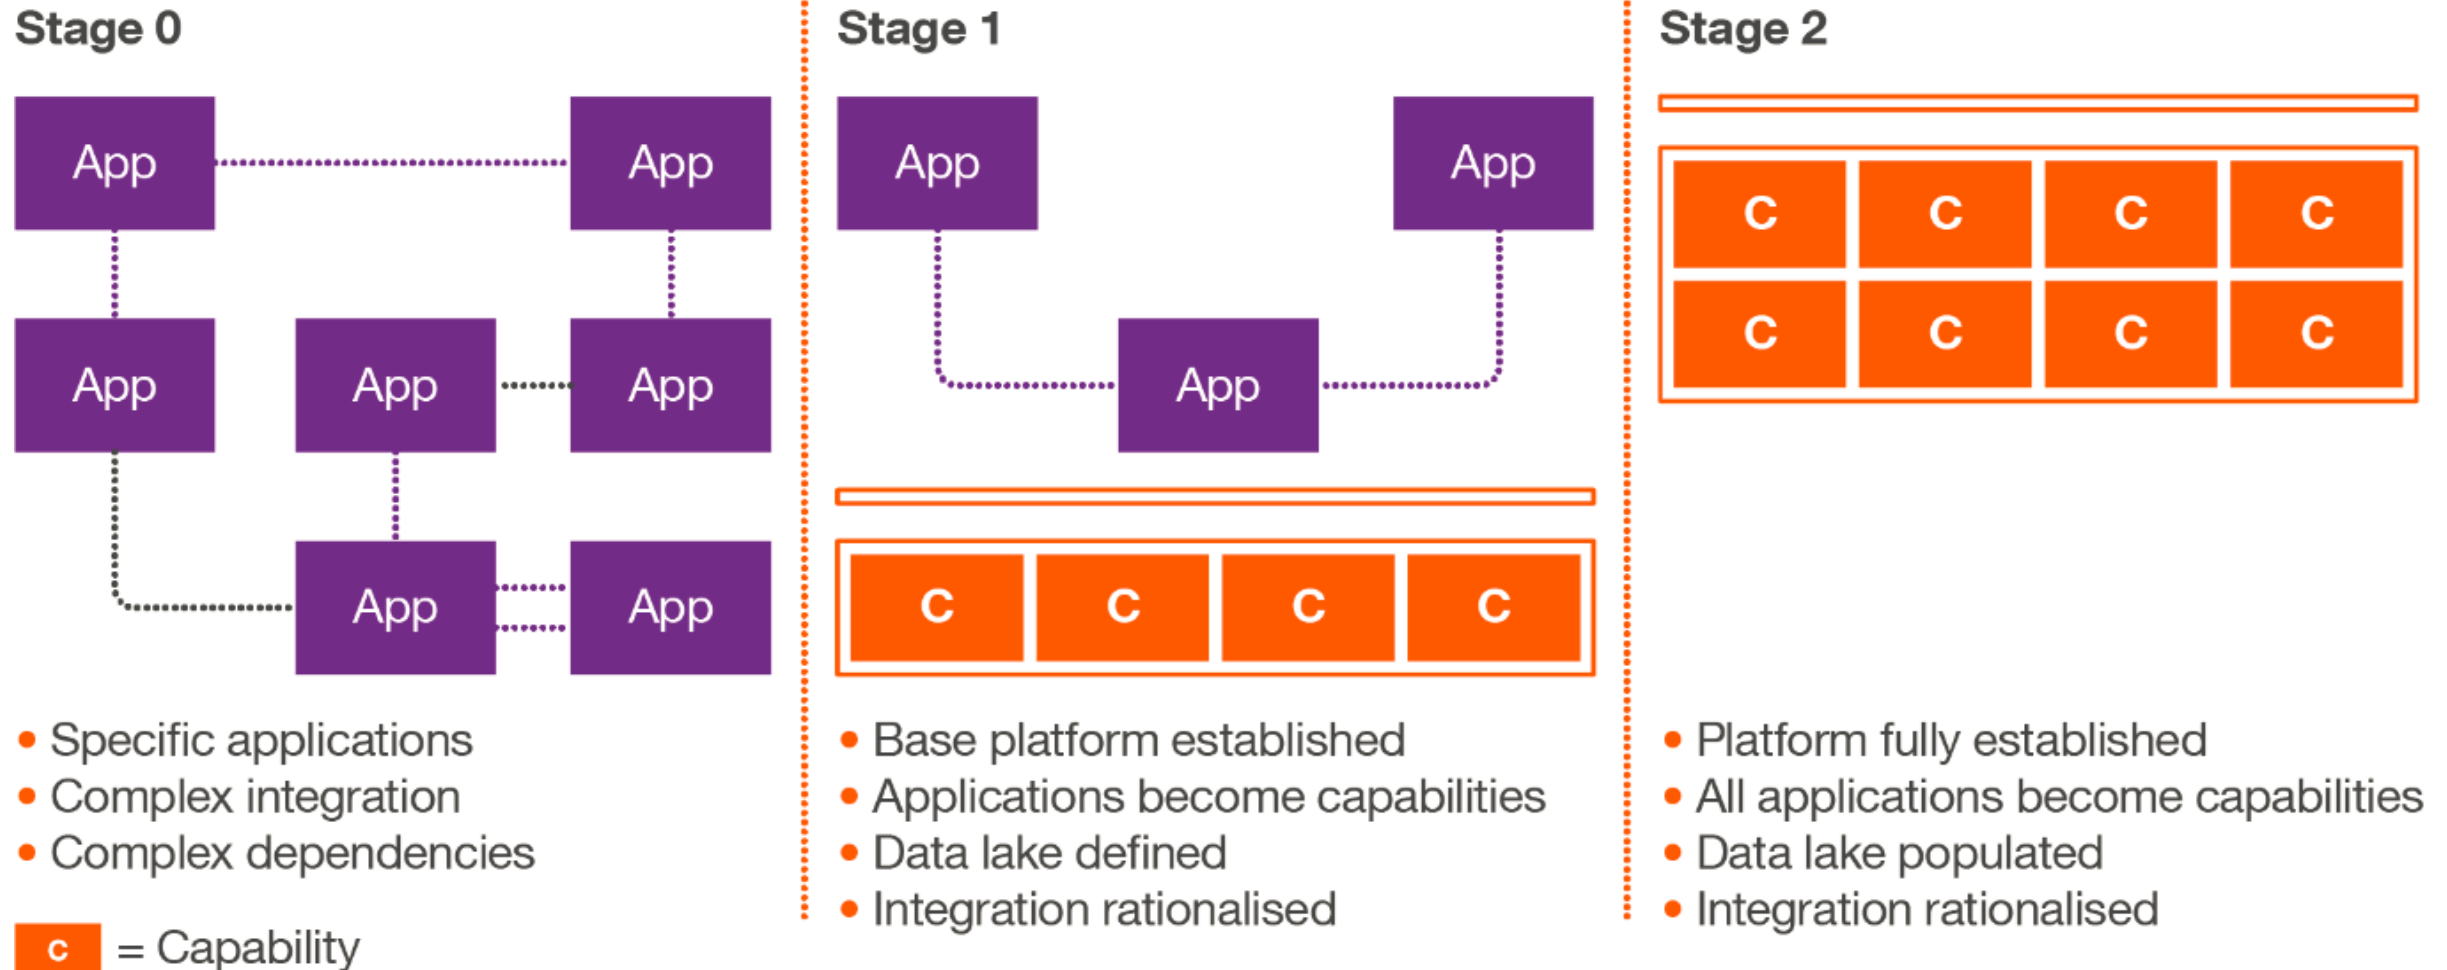 Stage 0
App
App
App
App
App
App
App
• Specific applications
• Complex integration
• Complex dependencies
C = Capability
Stage 1
App
App
App
C C C C
• Base platform established
• Applications become capabilities
• Data lake defined
• Integration rationalised
Stage 2
C C C C
C C C C
• Platform fully established
• All applications become capabilities
• Data lake populated
• Integration rationalised